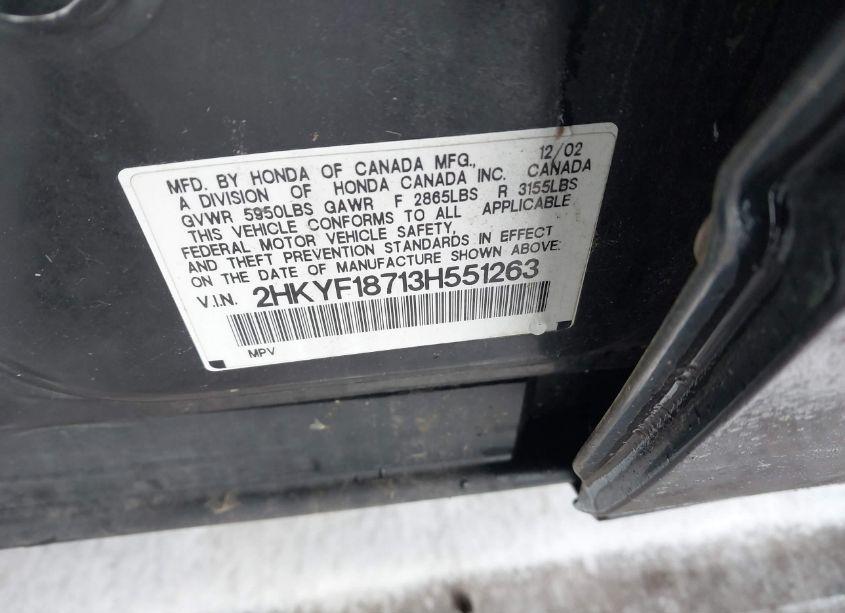 MFD. BY HONDA OF CANADA MFG., 12/02
A DIVISION OF HONDA CANADA INC. CANADA
GVWR 5950LBS GAWR F 2865LBS R 3155LBS
THIS VEHICLE CONFORMS TO ALL APPLICABLE
FEDERAL MOTOR VEHICLE SAFETY,
AND THEFT PREVENTION STANDARDS IN EFFECT
ON THE DATE OF MANUFACTURE SHOWN ABOVE:
V.I.N. 2HKYF18713H551263
MPV